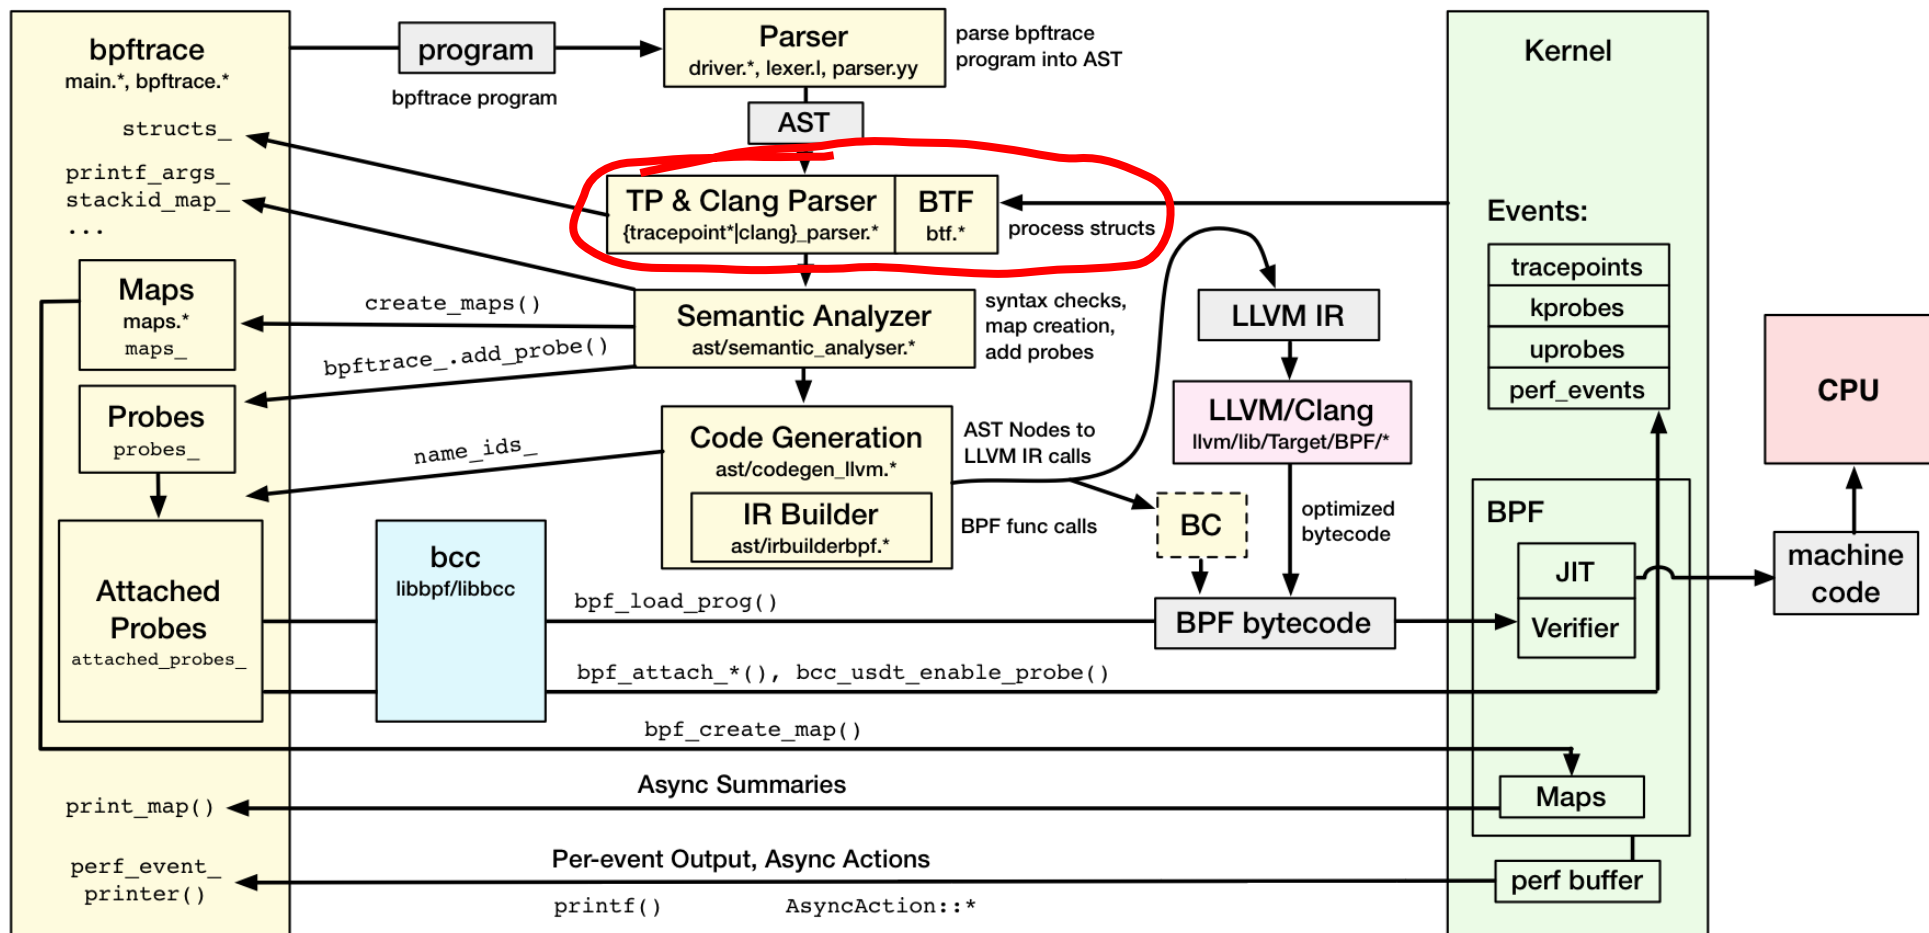 bpftrace
main.*, bpftrace.*
structs_
printf_args_
stackid_map_
...
Maps
maps.*
maps_
Probes
probes_
Attached
Probes
attached_probes_
print_map()
perf_event_
printer()
program
bpftrace program
Parser
driver.*, lexer.l, parser.yy
parse bpftrace
program into AST
AST
TP & Clang Parser
{tracepoint*|clang}_parser.*
BTF
btf.*
process structs
create_maps()
bpftrace_.add_probe()
name_ids_
Semantic Analyzer
ast/semantic_analyser.*
syntax checks,
map creation,
add probes
Code Generation
ast/codegen_llvm.*
IR Builder
ast/irbuilderbpf.*
AST Nodes to
LLVM IR calls
BPF func calls
LLVM IR
LLVM/Clang
llvm/lib/Target/BPF/*
BC
optimized
bytecode
bcc
libbpf/libbcc
bpf_load_prog()
BPF bytecode
bpf_attach_*(), bcc_usdt_enable_probe()
bpf_create_map()
Async Summaries
Per-event Output, Async Actions
printf()
AsyncAction::*
Kernel
Events:
tracepoints
kprobes
uprobes
perf_events
BPF
JIT
Verifier
Maps
perf buffer
CPU
machine
code